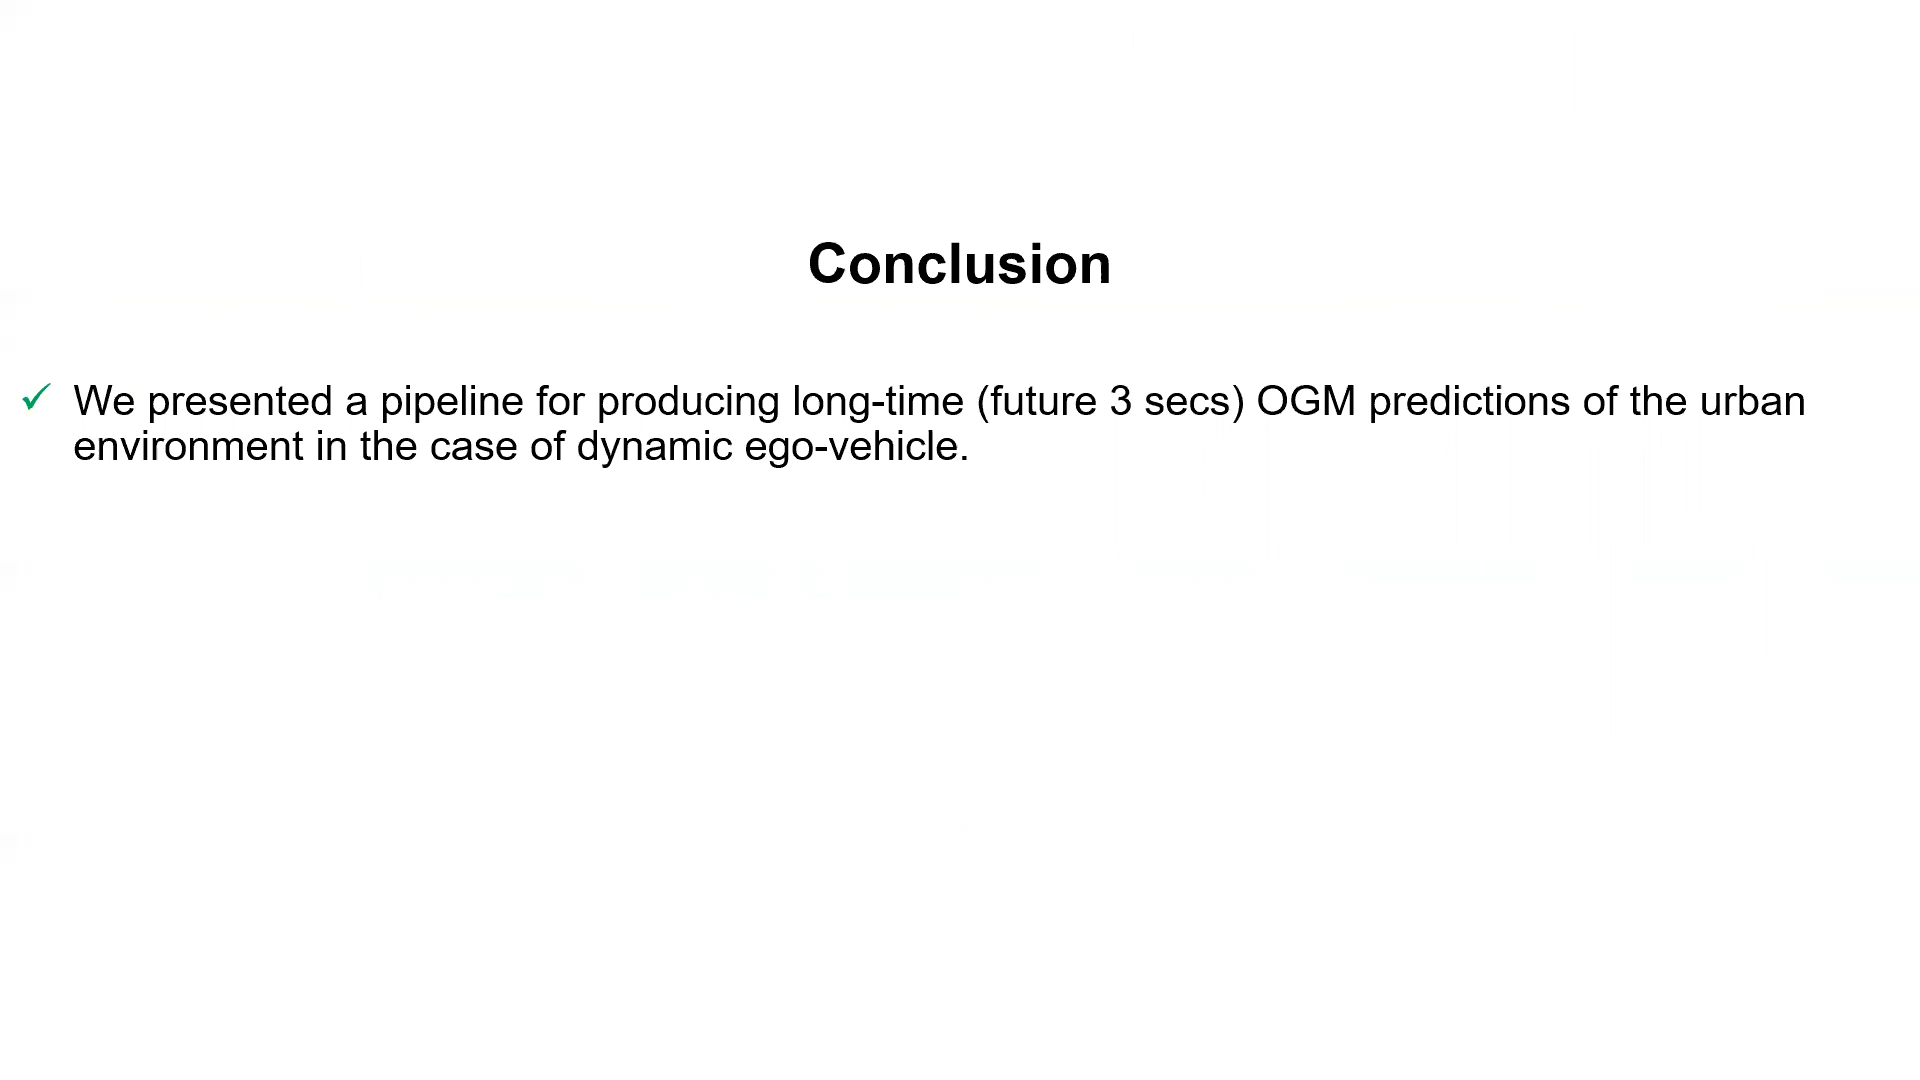 Conclusion
✓ We presented a pipeline for producing long-time (future 3 secs) OGM predictions of the urban
environment in the case of dynamic ego-vehicle.